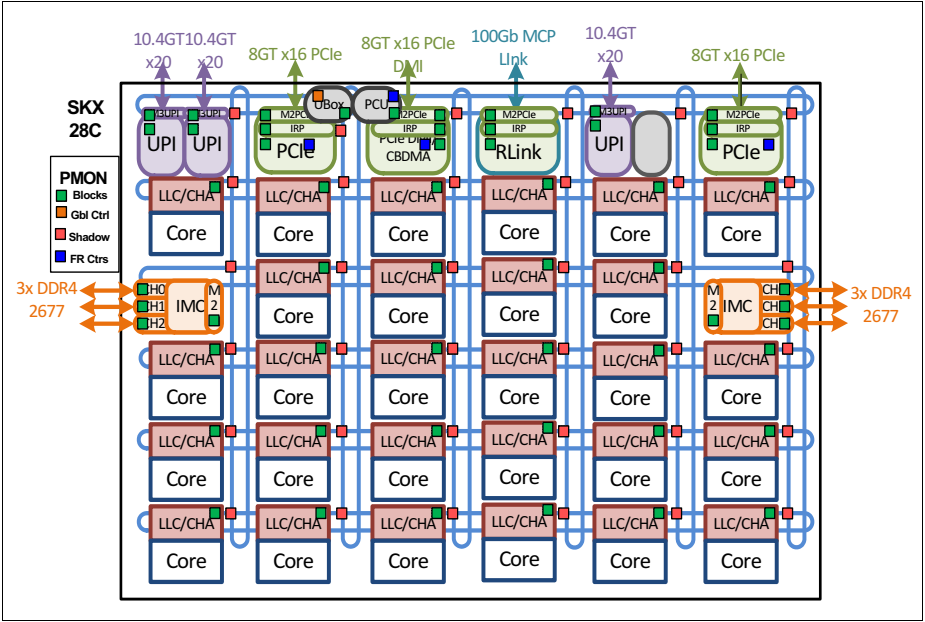 10.4GT 10.4GT
x20 x20
8GT x16 PCIe
8GT x16 PCIe
DMI
100Gb MCP
LInk
10.4GT
x20
8GT x16 PCIe
SKX
28C
UBox
PCU
M3UPI
M3UPI
M2PCIe
M2PCIe
M2PCIe
M3UPI
M2PCIe
IRP
IRP
IRP
IRP
UPI
UPI
PCIe
PCIe DMI
CBDMA
RLink
UPI
PCIe
PMON
Blocks
Gbl Ctrl
Shadow
FR Ctrs
LLC/CHA LLC/CHA LLC/CHA LLC/CHA LLC/CHA LLC/CHA
Core Core Core Core Core Core
LLC/CHA LLC/CHA LLC/CHA LLC/CHA
Core Core Core Core
3x DDR4
2677
CH0
CH1
CH2
IMC
M
2
M
2
IMC
CH
CH
CH
3x DDR4
2677
LLC/CHA LLC/CHA LLC/CHA LLC/CHA LLC/CHA LLC/CHA
Core Core Core Core Core Core
LLC/CHA LLC/CHA LLC/CHA LLC/CHA LLC/CHA LLC/CHA
Core Core Core Core Core Core
LLC/CHA LLC/CHA LLC/CHA LLC/CHA LLC/CHA LLC/CHA
Core Core Core Core Core Core